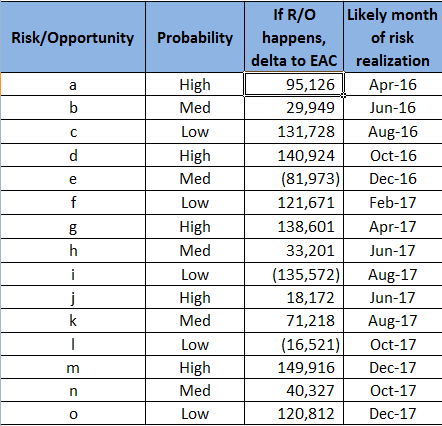 Risk/Opportunity Probability If R/O happens, delta to EAC Likely month of risk realization
a High 95,126 Apr-16
b Med 29,949 Jun-16
c Low 131,728 Aug-16
d High 140,924 Oct-16
e Med (81,973) Dec-16
f Low 121,671 Feb-17
g High 138,601 Apr-17
h Med 33,201 Jun-17
i Low (135,572) Aug-17
j High 18,172 Jun-17
k Med 71,218 Aug-17
l Low (16,521) Oct-17
m High 149,916 Dec-17
n Med 40,327 Oct-17
o Low 120,812 Dec-17